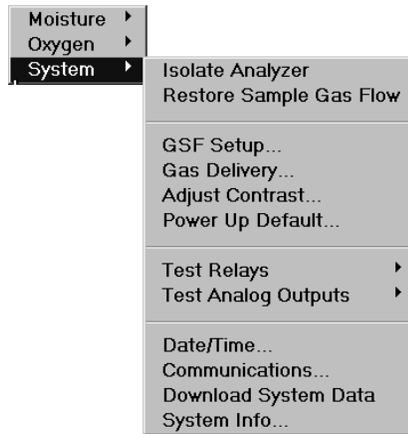 Moisture
Oxygen
System
Isolate Analyzer
Restore Sample Gas Flow
GSF Setup...
Gas Delivery...
Adjust Contrast...
Power Up Default...
Test Relays
Test Analog Outputs
Date/Time...
Communications...
Download System Data
System Info...